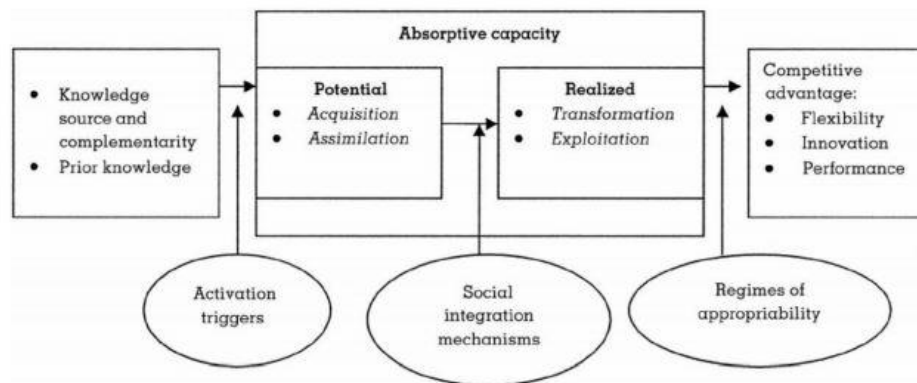 Absorptive capacity
• Knowledge
source and
complementarity
• Prior knowledge
Potential
• Acquisition
• Assimilation
Realized
• Transformation
• Exploitation
Competitive
advantage:
• Flexibility
• Innovation
• Performance
Activation
triggers
Social
integration
mechanisms
Regimes of
appropriability